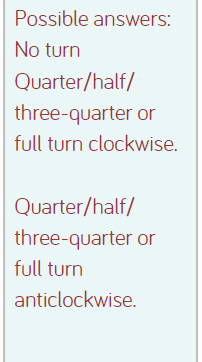 Possible answers:
No turn
Quarter/half/
three-quarter or
full turn clockwise.
Quarter/half/
three-quarter or
full turn
anticlockwise.